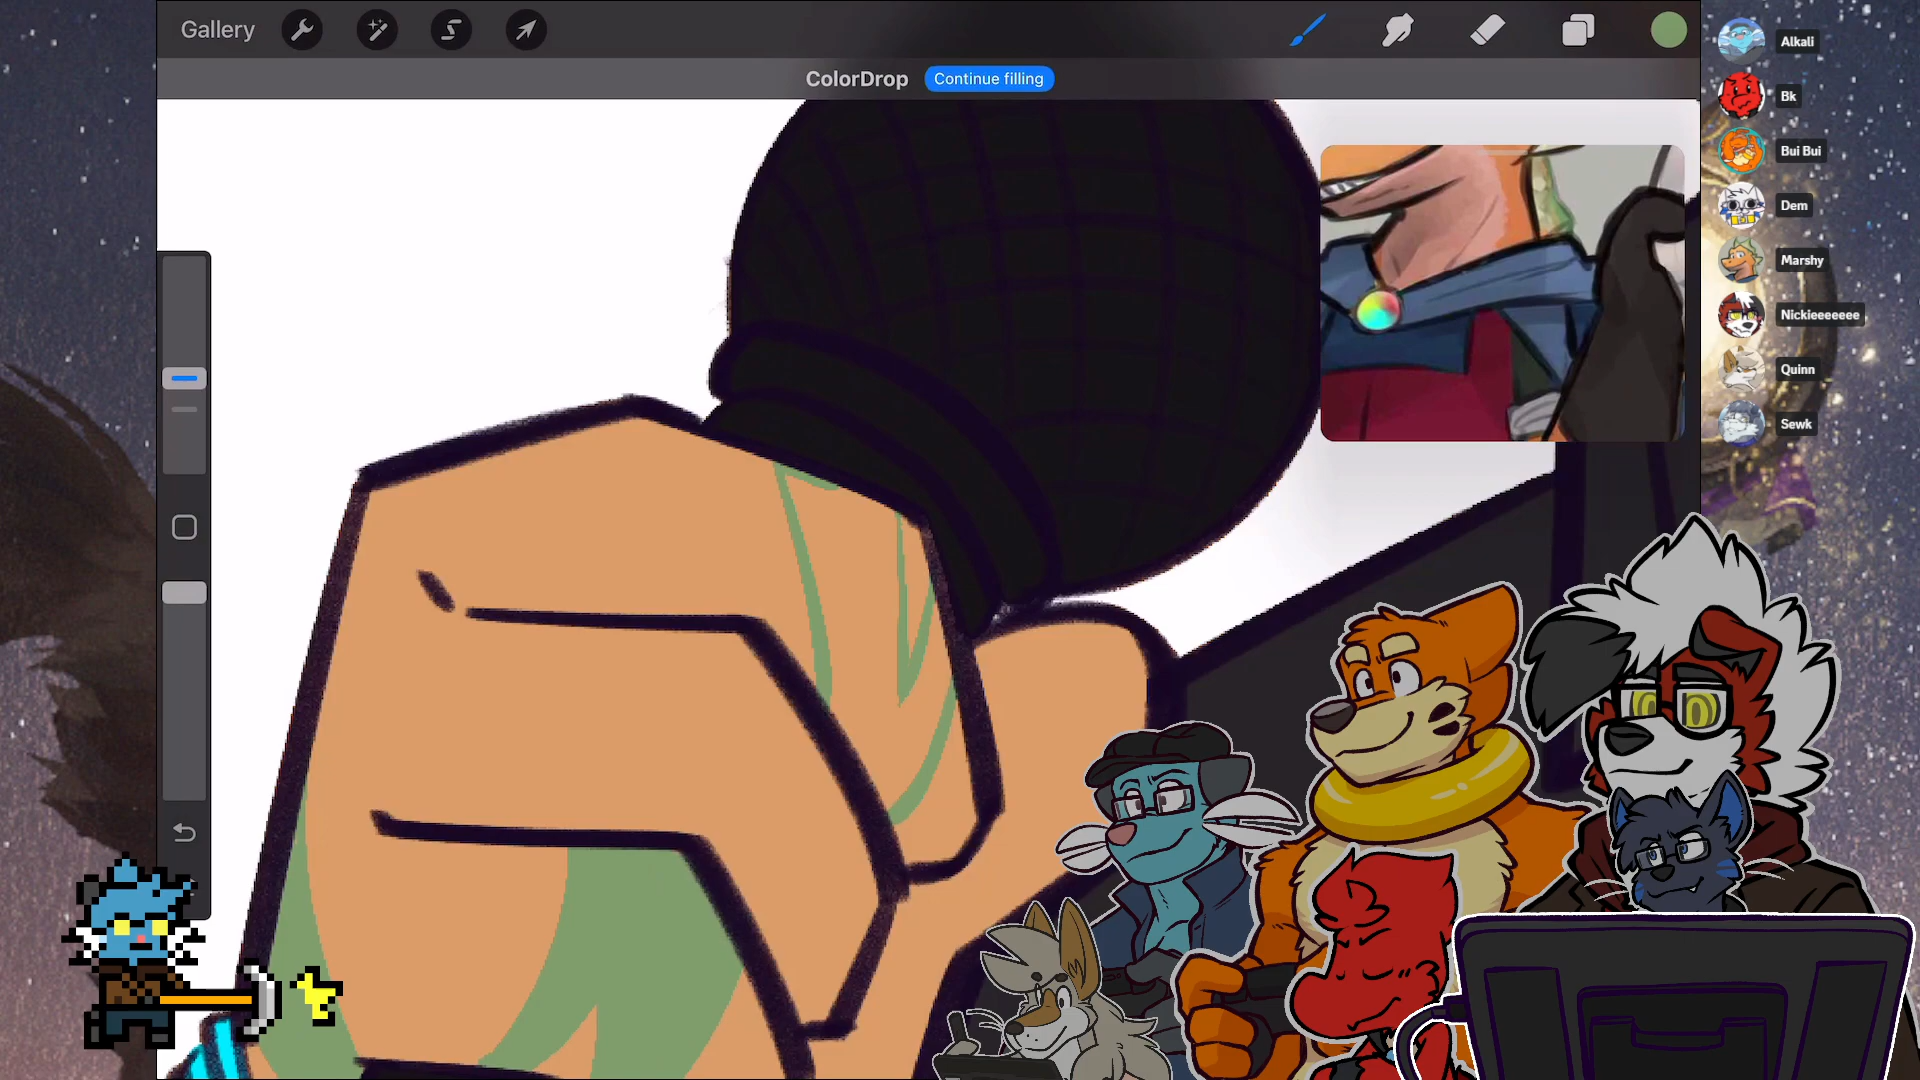 Gallery
ColorDrop
Continue filling
Alkali
Bk
Bui Bui
Dem
Marshy
Nickieeeeeee
Quinn
Sewk